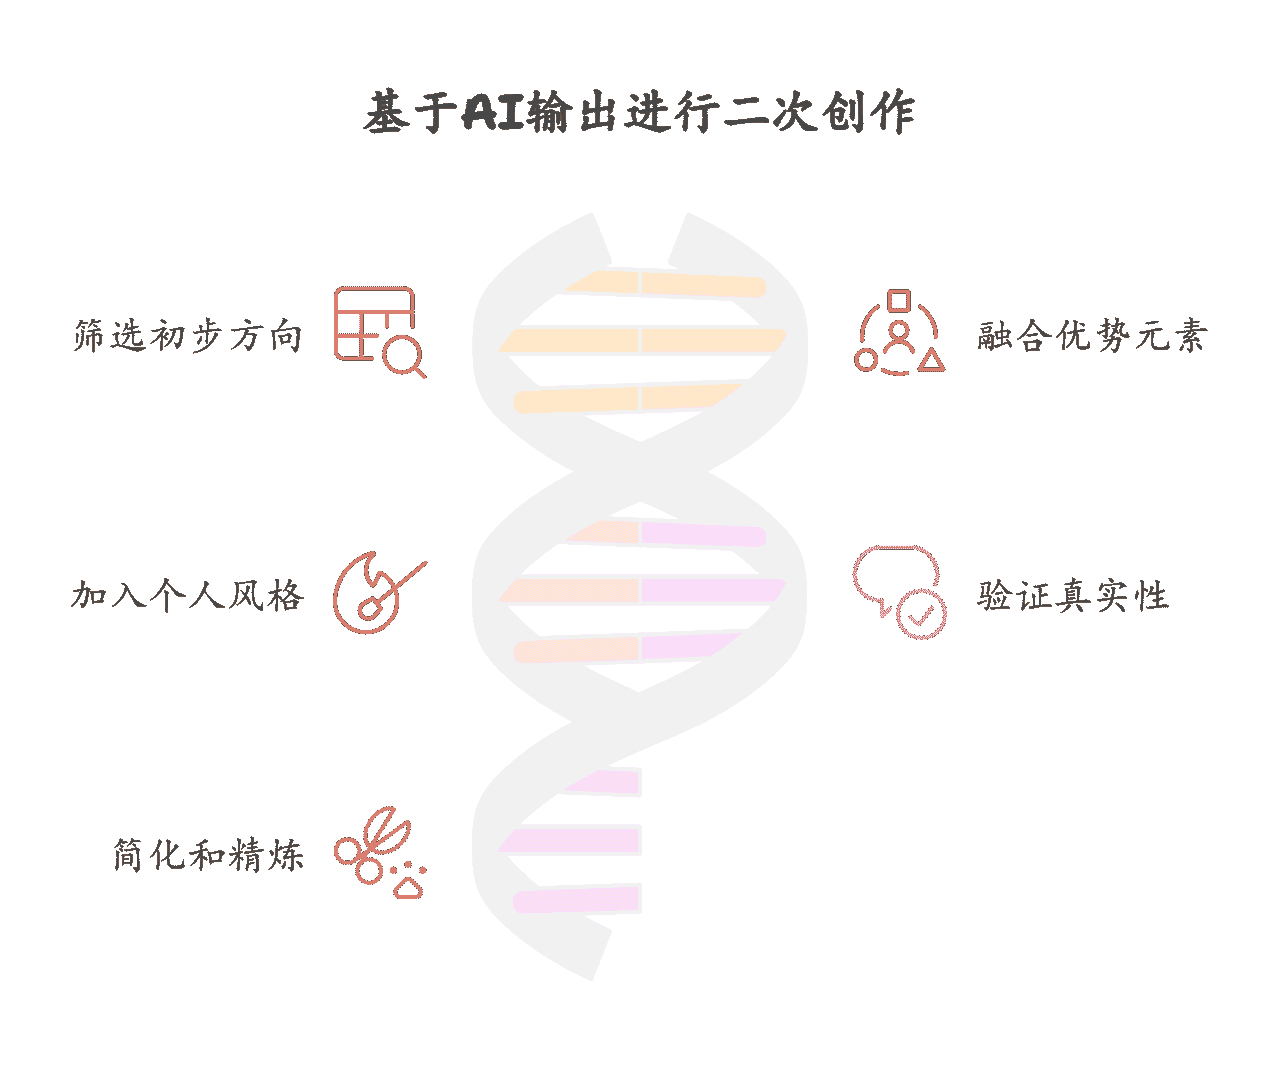 基于AI输出进行二次创作
筛选初步方向
融合优势元素
加入个人风格
验证真实性
简化和精炼